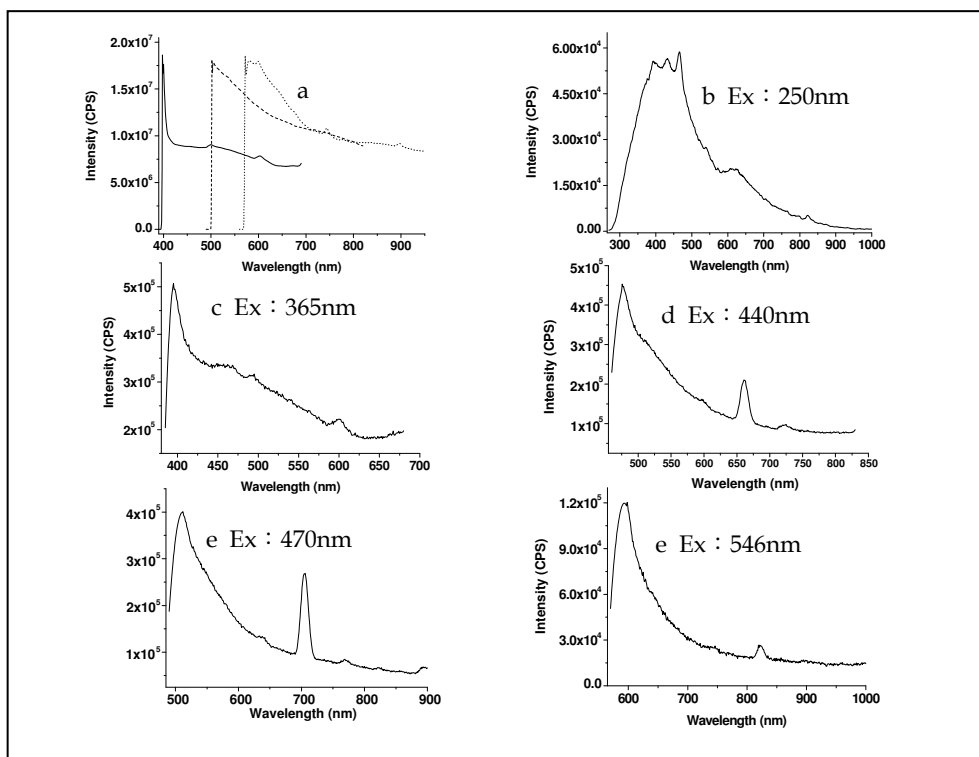 2.0x10⁷
1.5x10⁷
1.0x10⁷
5.0x10⁶
0.0
Intensity (CPS)
400 500 600 700 800 900
Wavelength (nm)
a
6.00x10⁴
4.50x10⁴
3.00x10⁴
1.50x10⁴
0.00
Intensity (CPS)
300 400 500 600 700 800 900 1000
Wavelength (nm)
b Ex：250nm
5x10⁵
4x10⁵
3x10⁵
2x10⁵
Intensity (CPS)
400 450 500 550 600 650 700
Wavelength (nm)
c Ex：365nm
5x10⁵
4x10⁵
3x10⁵
2x10⁵
1x10⁵
Intensity (CPS)
500 550 600 650 700 750 800 850
Wavelength (nm)
d Ex：440nm
4x10⁵
3x10⁵
2x10⁵
1x10⁵
Intensity (CPS)
500 600 700 800 900
Wavelength (nm)
e Ex：470nm
1.2x10⁵
9.0x10⁴
6.0x10⁴
3.0x10⁴
0.0
Intensity (CPS)
600 700 800 900 1000
Wavelength (nm)
e Ex：546nm